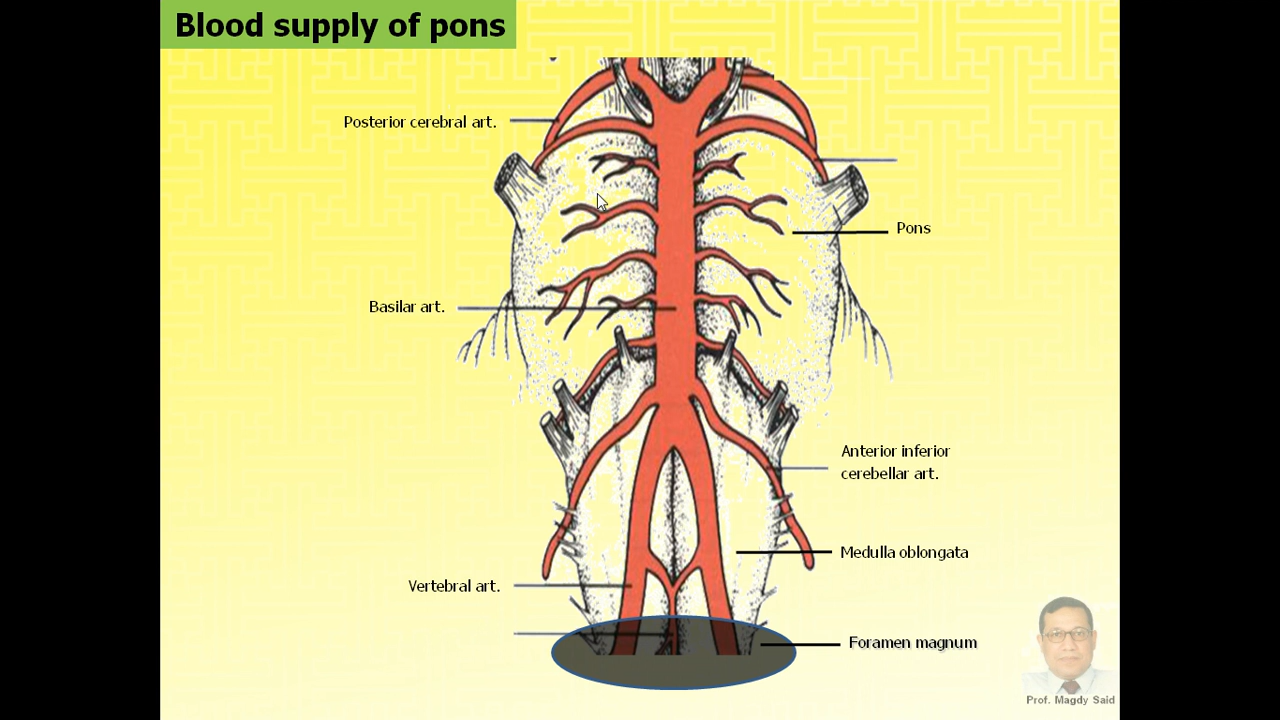 Blood supply of pons
Posterior cerebral art.
Pons
Basilar art.
Anterior inferior
cerebellar art.
Medulla oblongata
Vertebral art.
Foramen magnum
Prof. Magdy Said